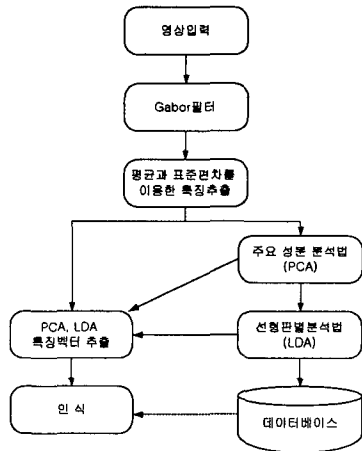 영상입력
Gabor필터
평균과 표준편차를
이용한 특징추출
주요 성분 분석법
(PCA)
PCA, LDA
특징벡터 추출
선형판별분석법
(LDA)
인 식
데이터베이스